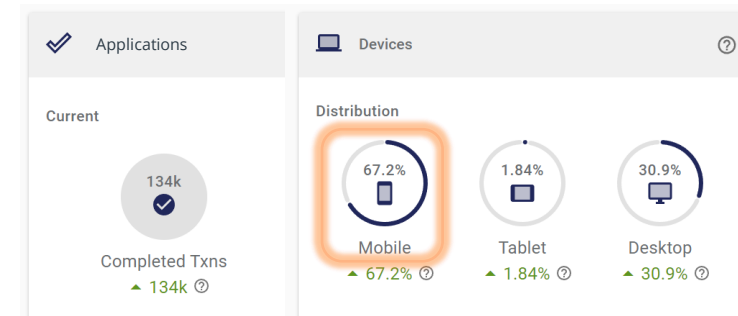 Applications
Current
134k
Completed Txns
134k
Devices
Distribution
67.2%
Mobile
67.2%
1.84%
Tablet
1.84%
30.9%
Desktop
30.9%